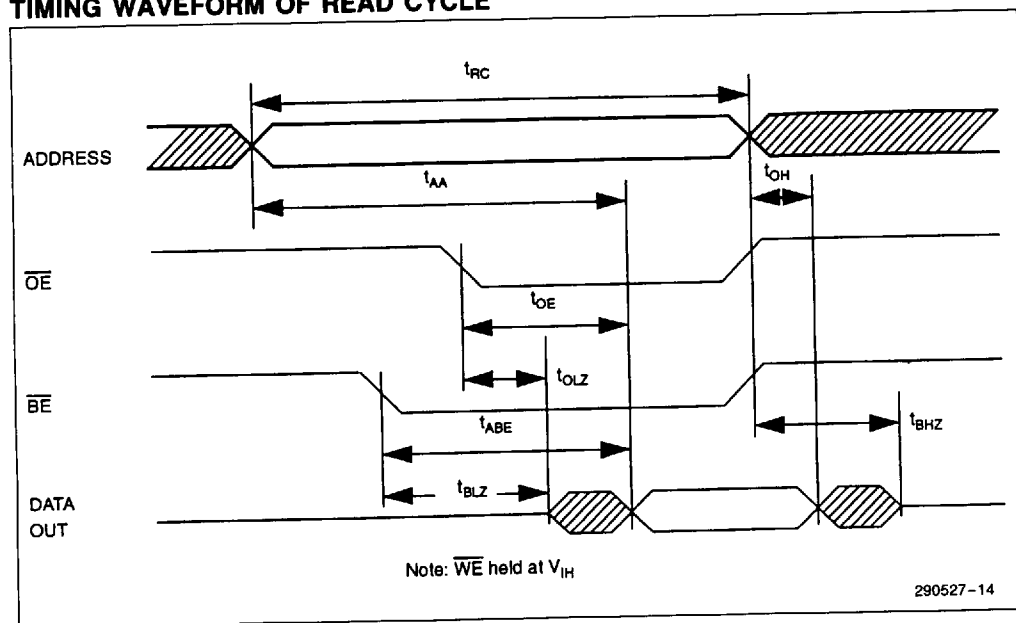 TIMING WAVEFORM OF READ CYCLE
tRC
ADDRESS
tAA
tOH
OE
tOE
tOLZ
BE
tABE
tBHZ
tBLZ
DATA
OUT
Note: WE held at VIH
290527-14